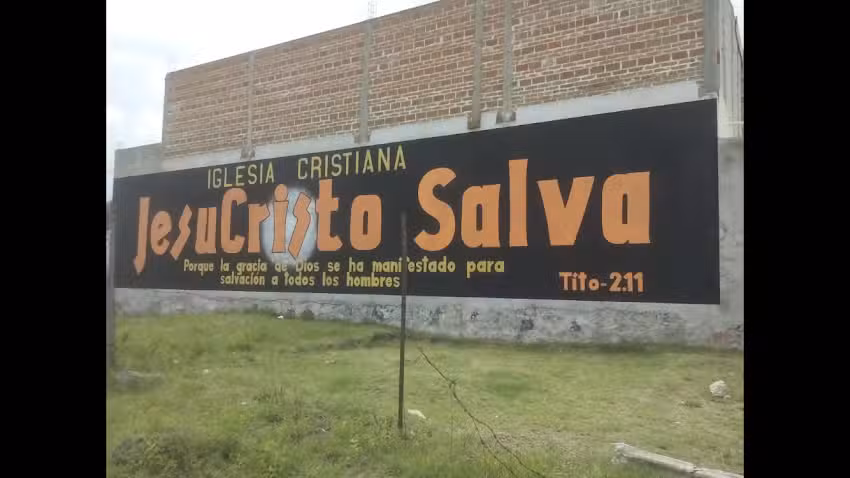 IGLESIA CRISTIANA
JesuCristo Salva
Porque la gracia de Dios se ha manifestado para
salvación a todos los hombres
Tito-2:11